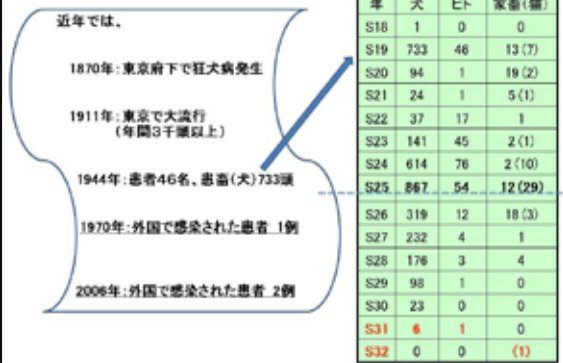 近年では、
1870年：東京府下で狂犬病発生
1911年：東京で大流行
（年間3千頭以上）
1944年：患者46名、患畜(犬)733頭
1970年：外国で感染された患者 1例
2006年：外国で感染された患者 2例
年 犬 ヒト 家畜(猫)
S18 1 0 0
S19 733 46 13(7)
S20 94 1 19(2)
S21 24 1 5(1)
S22 37 17 1
S23 141 45 2(1)
S24 614 76 2(10)
S25 867 54 12(29)
S26 319 12 18(3)
S27 232 4 1
S28 176 3 4
S29 98 1 0
S30 23 0 0
S31 6 1 0
S32 0 0 (1)